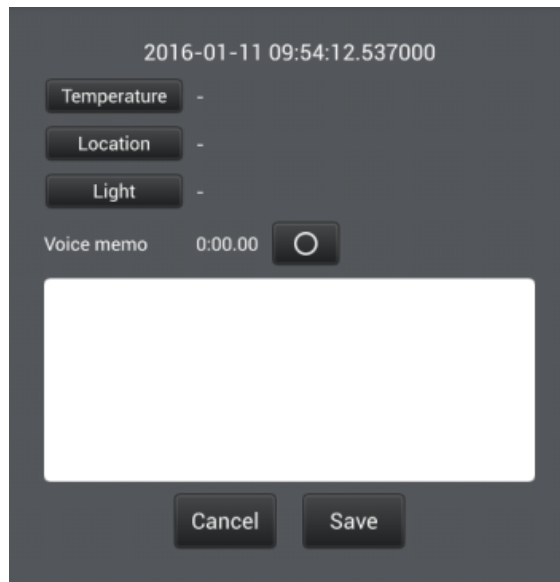 2016-01-11 09:54:12.537000
Temperature -
Location -
Light -
Voice memo 0:00.00
Cancel Save